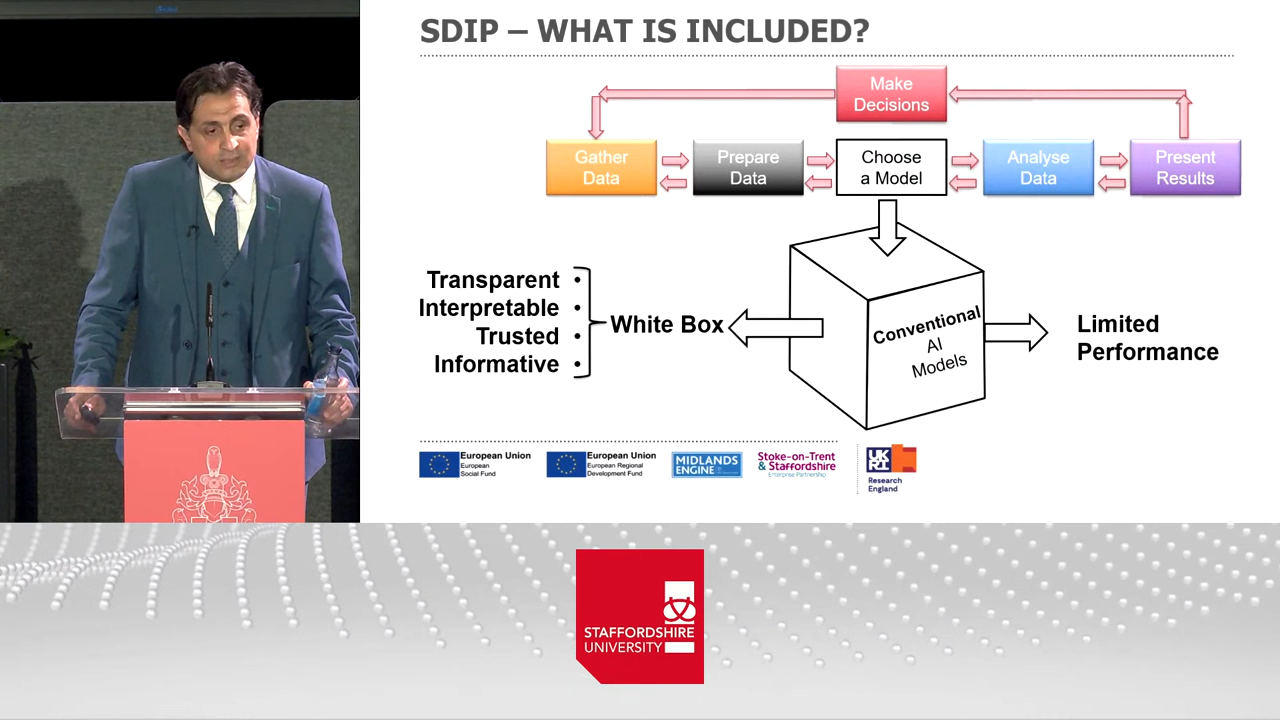 SDIP – WHAT IS INCLUDED?
Make
Decisions
Gather
Data
Prepare
Data
Choose
a Model
Analyse
Data
Present
Results
Transparent •
Interpretable •
Trusted •
Informative •
White Box
Conventional
AI
Models
Limited
Performance
European Union
European
Social Fund
European Union
European Regional
Development Fund
MIDLANDS
ENGINE
Stoke-on-Trent
& Staffordshire
Enterprise Partnership
UK
RI
Research
England
STAFFORDSHIRE
UNIVERSITY